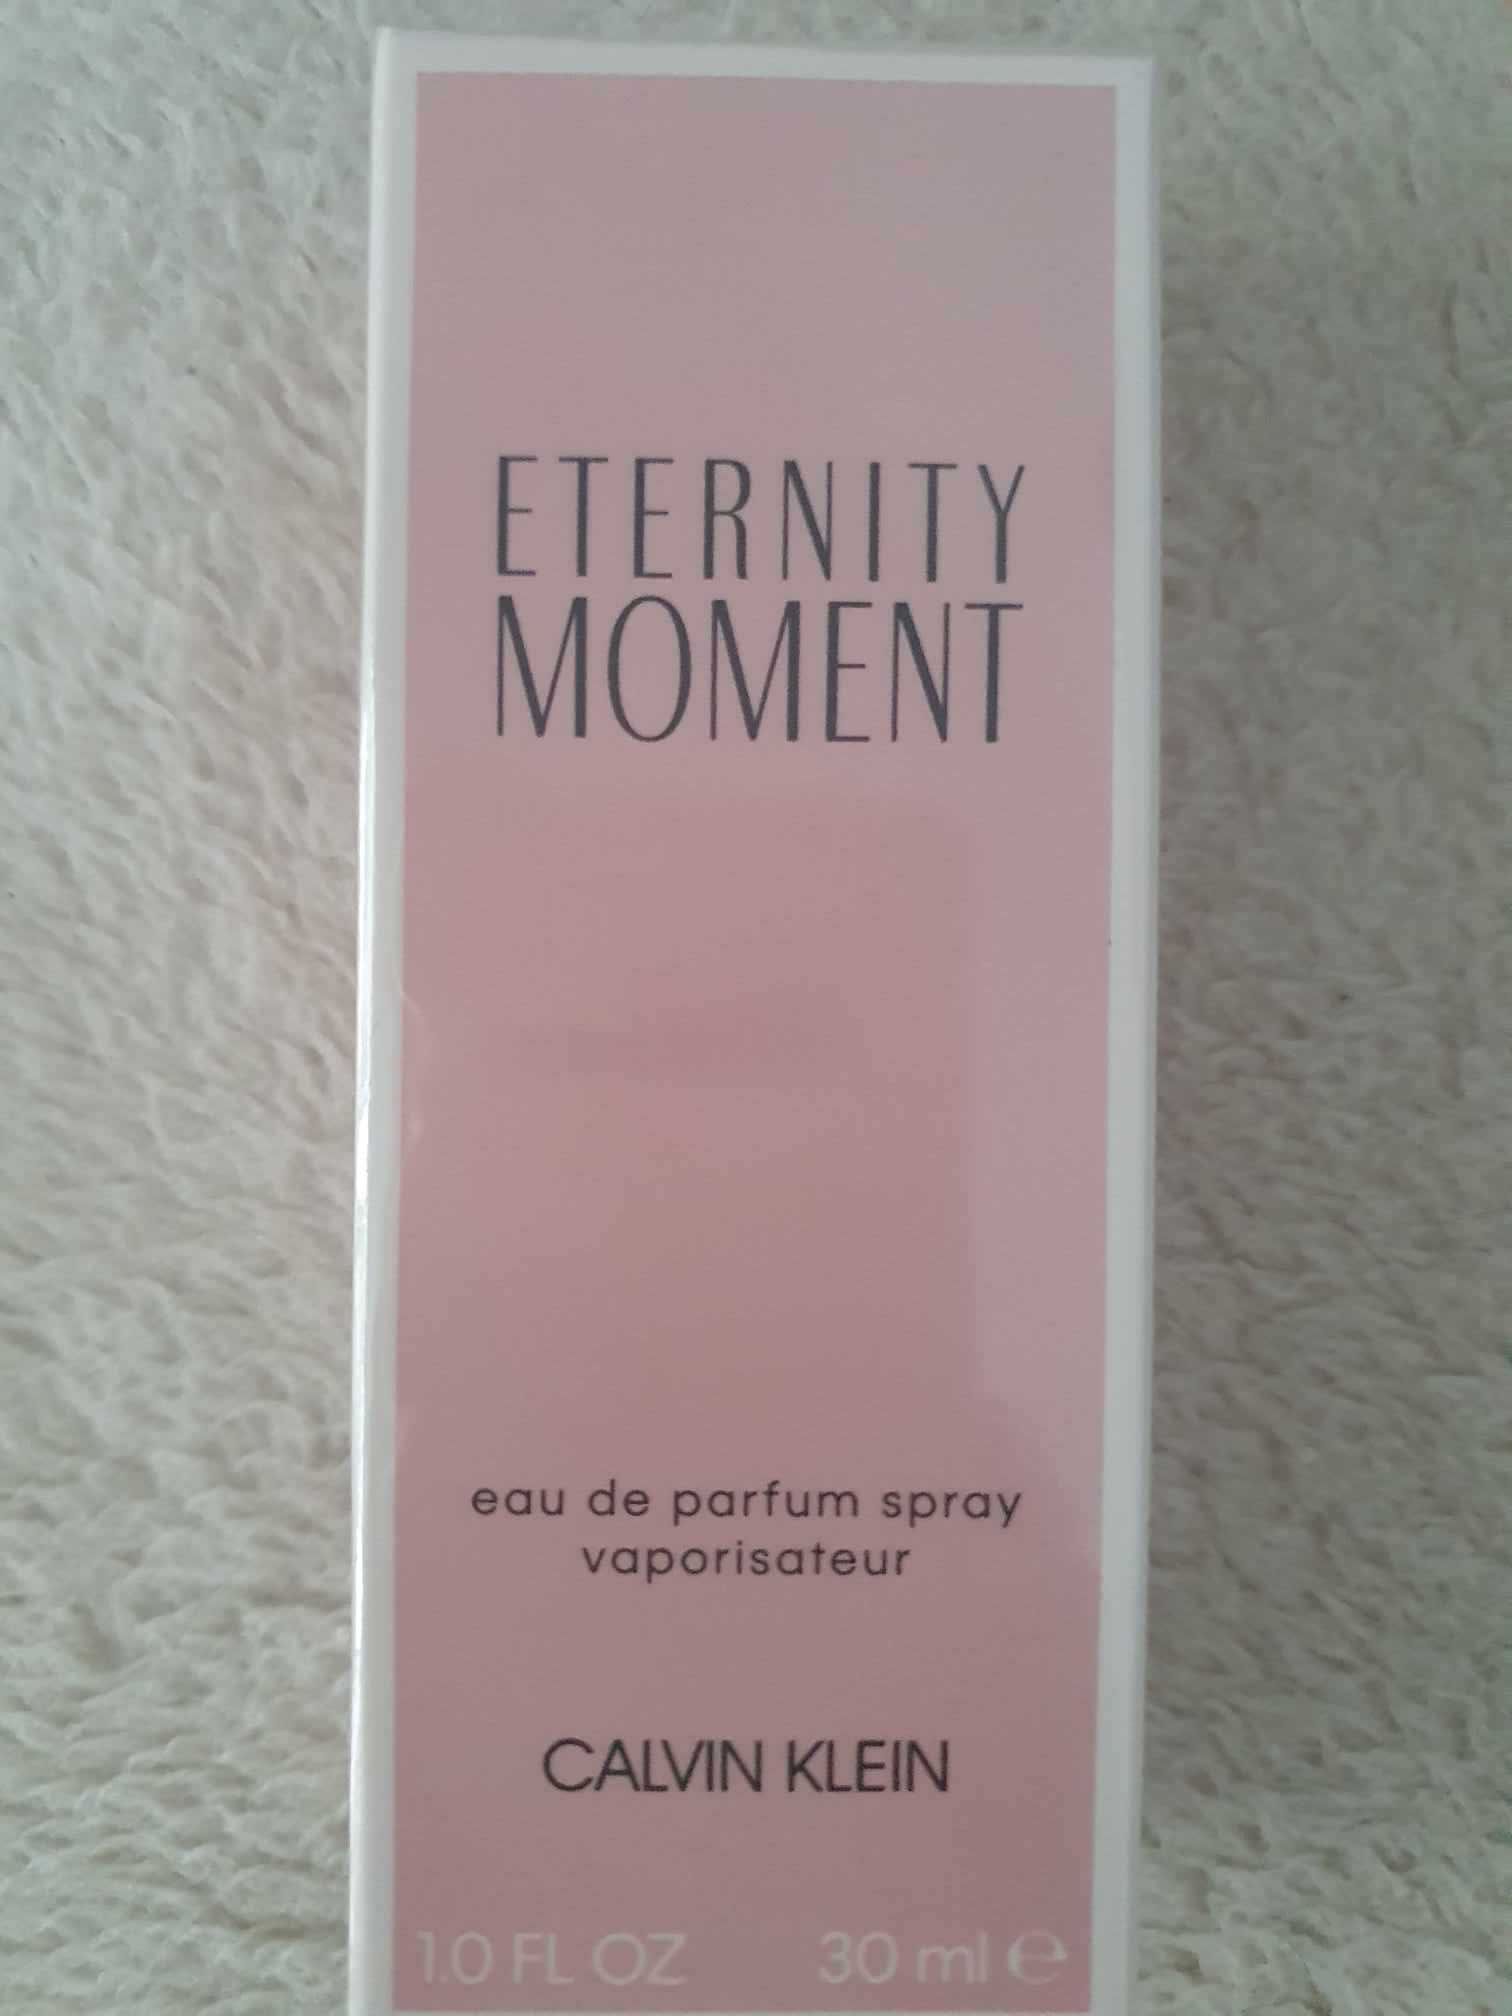 ETERNITY
MOMENT
eau de parfum spray
vaporisateur
CALVIN KLEIN
1.0 FL OZ 30 ml ℮